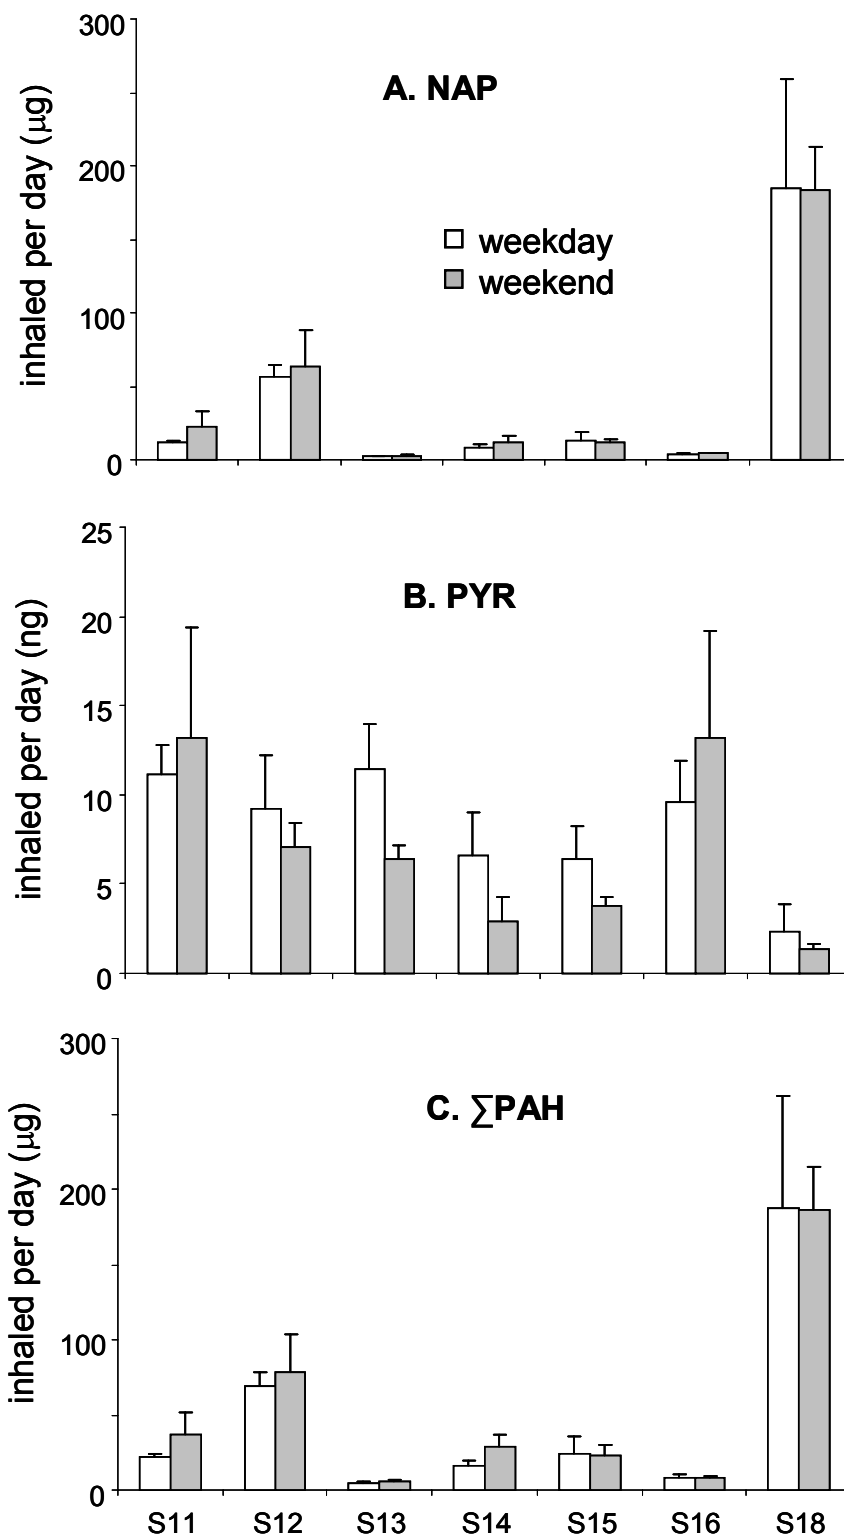 300
A. NAP
200
weekday
weekend
100
0
inhaled per day (μg)
25
B. PYR
20
15
10
5
0
inhaled per day (ng)
300
C. ∑PAH
200
100
0
inhaled per day (μg)
S11 S12 S13 S14 S15 S16 S18